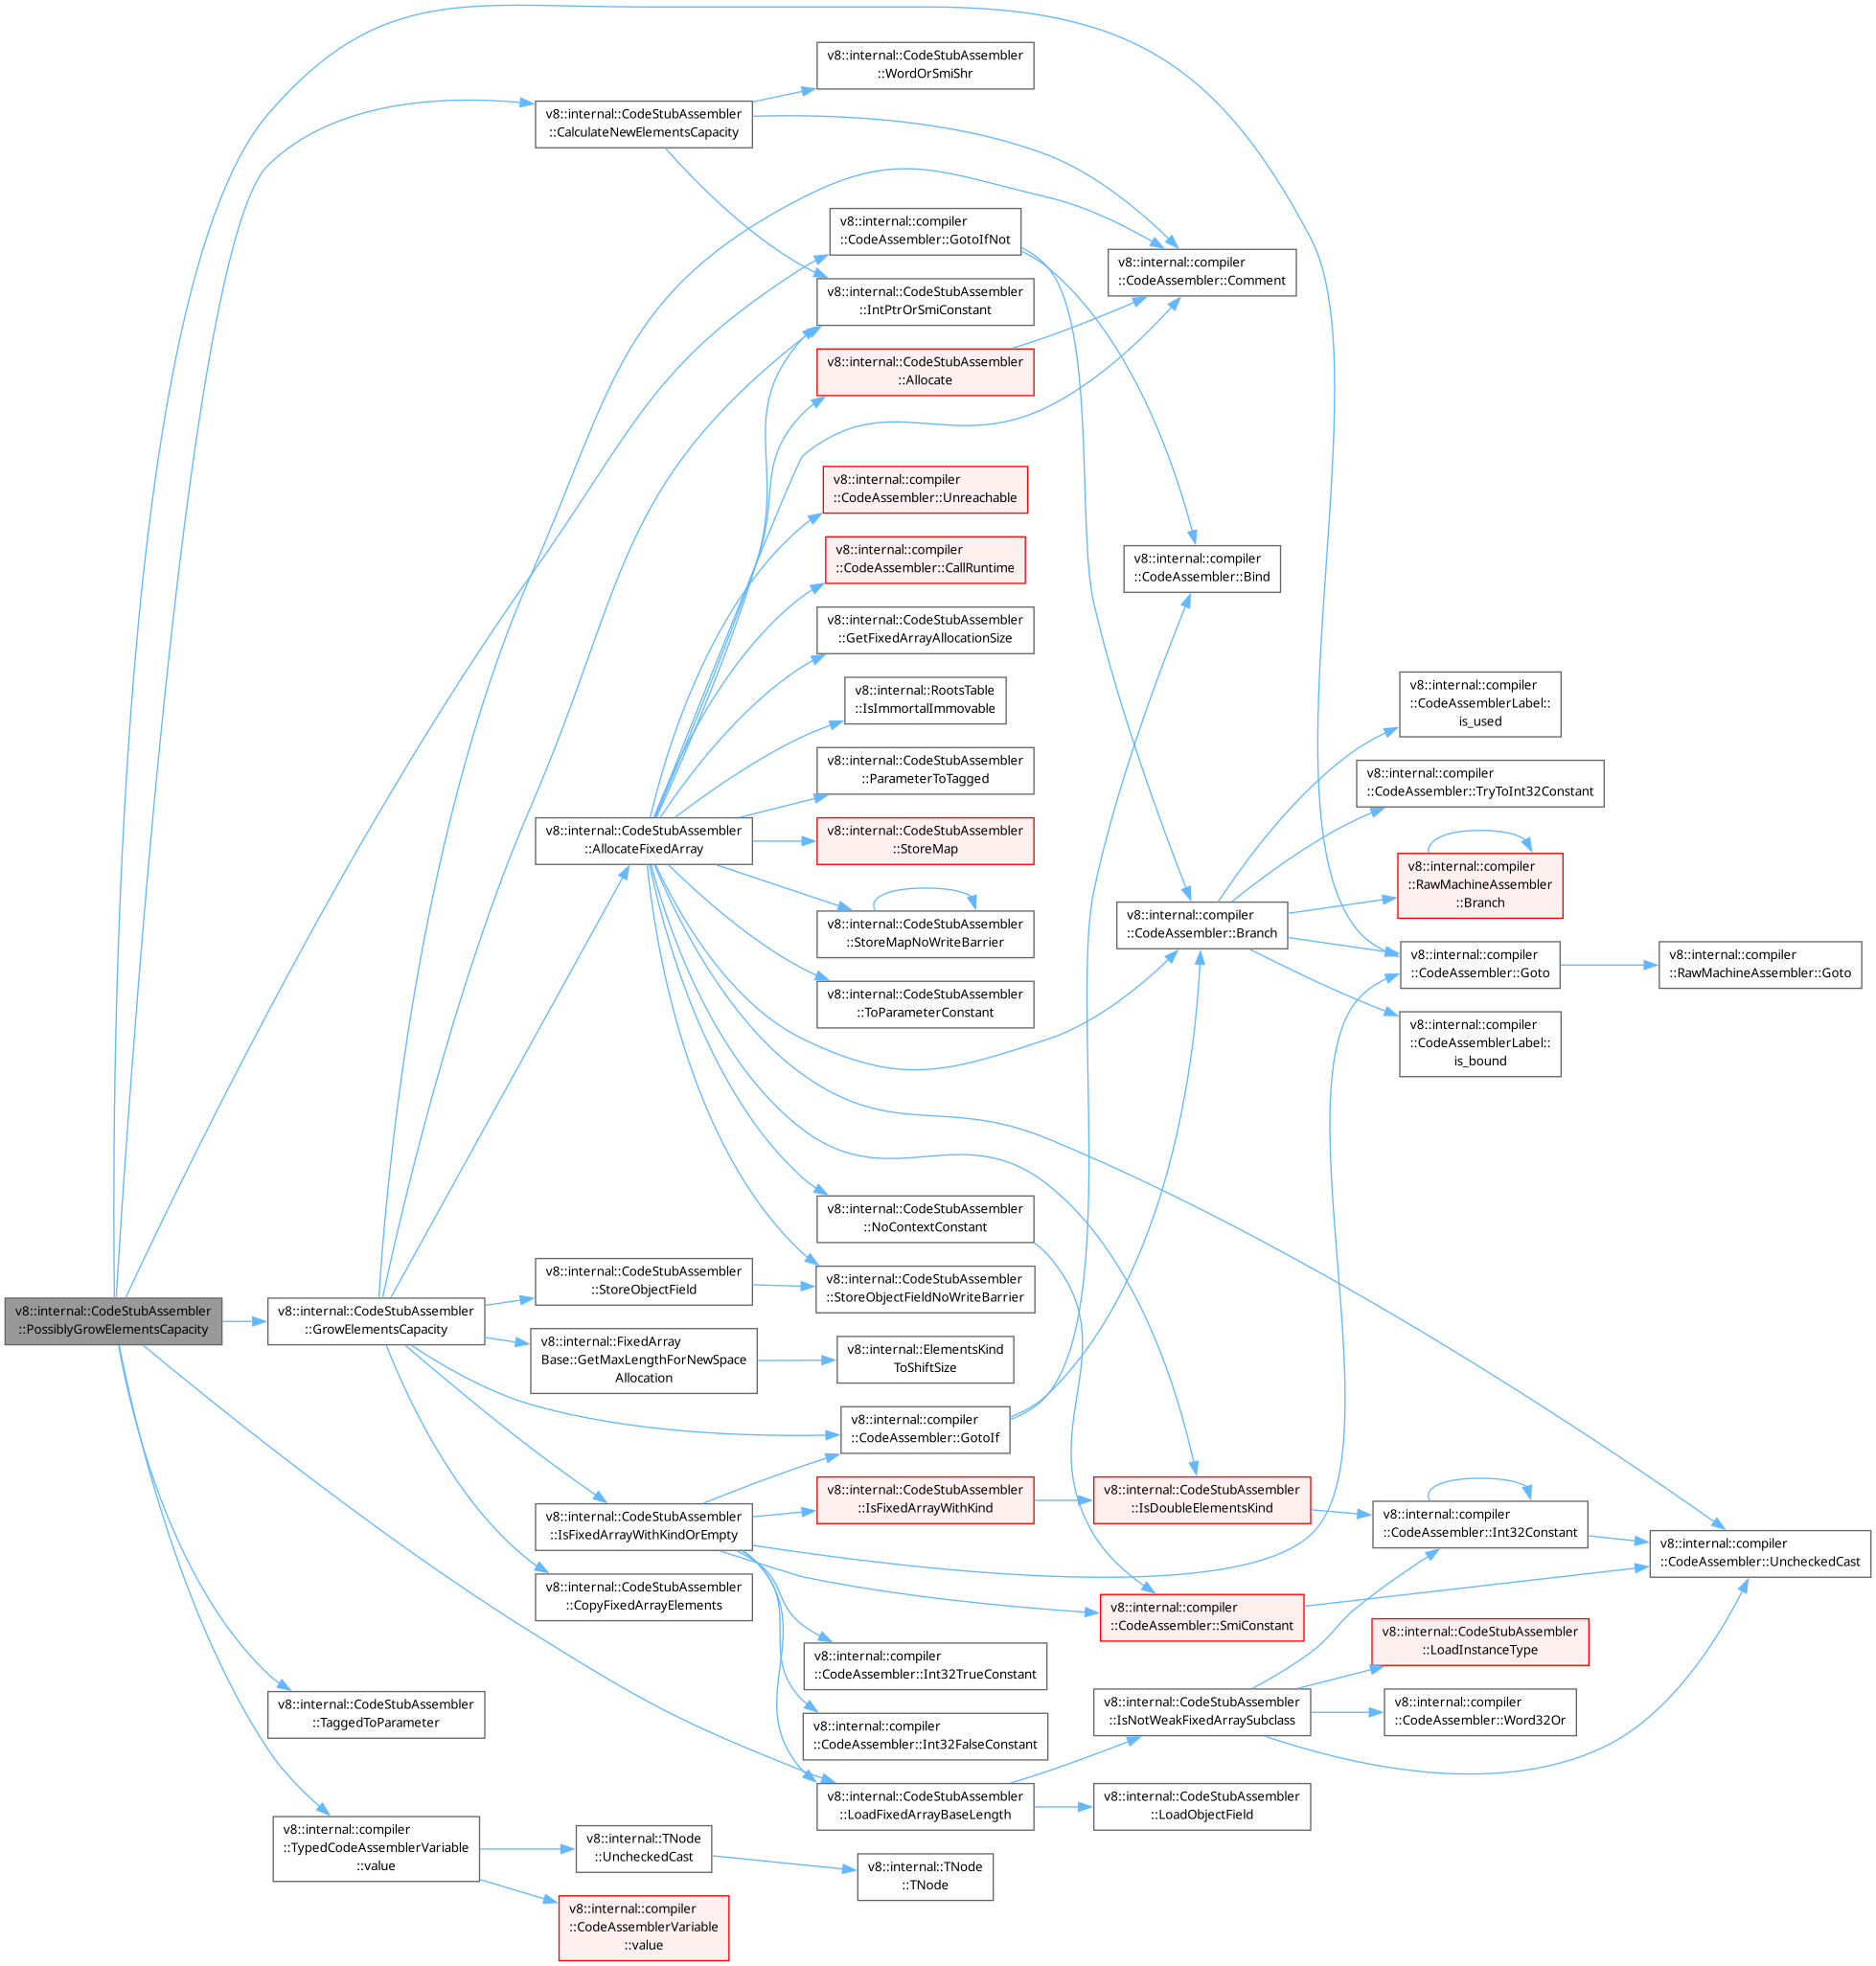 v8::internal::CodeStubAssembler
::PossiblyGrowElementsCapacity
v8::internal::CodeStubAssembler
::CalculateNewElementsCapacity
v8::internal::CodeStubAssembler
::WordOrSmiShr
v8::internal::compiler
::CodeAssembler::GotoIfNot
v8::internal::CodeStubAssembler
::IntPtrOrSmiConstant
v8::internal::compiler
::CodeAssembler::Comment
v8::internal::CodeStubAssembler
::Allocate
v8::internal::compiler
::CodeAssembler::Unreachable
v8::internal::compiler
::CodeAssembler::CallRuntime
v8::internal::compiler
::CodeAssembler::Bind
v8::internal::CodeStubAssembler
::GetFixedArrayAllocationSize
v8::internal::RootsTable
::IsImmortalImmovable
v8::internal::compiler
::CodeAssemblerLabel::
is_used
v8::internal::CodeStubAssembler
::ParameterToTagged
v8::internal::compiler
::CodeAssembler::TryToInt32Constant
v8::internal::CodeStubAssembler
::AllocateFixedArray
v8::internal::CodeStubAssembler
::StoreMap
v8::internal::compiler
::RawMachineAssembler
::Branch
v8::internal::CodeStubAssembler
::StoreMapNoWriteBarrier
v8::internal::compiler
::CodeAssembler::Branch
v8::internal::compiler
::CodeAssembler::Goto
v8::internal::compiler
::RawMachineAssembler::Goto
v8::internal::CodeStubAssembler
::ToParameterConstant
v8::internal::compiler
::CodeAssemblerLabel::
is_bound
v8::internal::CodeStubAssembler
::NoContextConstant
v8::internal::CodeStubAssembler
::GrowElementsCapacity
v8::internal::CodeStubAssembler
::StoreObjectField
v8::internal::CodeStubAssembler
::StoreObjectFieldNoWriteBarrier
v8::internal::FixedArray
Base::GetMaxLengthForNewSpace
Allocation
v8::internal::ElementsKind
ToShiftSize
v8::internal::compiler
::CodeAssembler::GotoIf
v8::internal::CodeStubAssembler
::IsFixedArrayWithKindOrEmpty
v8::internal::CodeStubAssembler
::IsFixedArrayWithKind
v8::internal::CodeStubAssembler
::IsDoubleElementsKind
v8::internal::compiler
::CodeAssembler::Int32Constant
v8::internal::compiler
::CodeAssembler::UncheckedCast
v8::internal::CodeStubAssembler
::CopyFixedArrayElements
v8::internal::compiler
::CodeAssembler::SmiConstant
v8::internal::compiler
::CodeAssembler::Int32TrueConstant
v8::internal::CodeStubAssembler
::LoadInstanceType
v8::internal::CodeStubAssembler
::TaggedToParameter
v8::internal::compiler
::CodeAssembler::Int32FalseConstant
v8::internal::CodeStubAssembler
::IsNotWeakFixedArraySubclass
v8::internal::compiler
::CodeAssembler::Word32Or
v8::internal::CodeStubAssembler
::LoadFixedArrayBaseLength
v8::internal::CodeStubAssembler
::LoadObjectField
v8::internal::compiler
::TypedCodeAssemblerVariable
::value
v8::internal::TNode
::UncheckedCast
v8::internal::TNode
::TNode
v8::internal::compiler
::CodeAssemblerVariable
::value